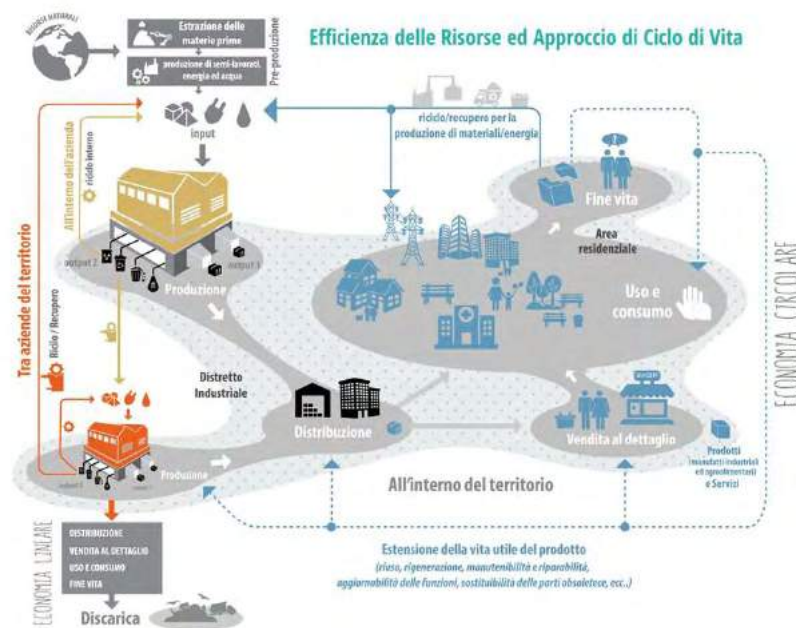 RISORSE NATURALI
Estrazione delle
materie prime
produzione di semi-lavorati,
energia ed acqua
Pre-produzione
Efficienza delle Risorse ed Approccio di Ciclo di Vita
input
riciclo/recupero per la
produzione di materiali/energia
Tra aziende del territorio
Riciclo / Recupero
All'interno dell'azienda
riciclo interno
output 2
output 1
Produzione
Fine vita
Area
residenziale
Uso e
consumo
ECONOMIA CIRCOLARE
Distretto
Industriale
Distribuzione
Vendita al dettaglio
Prodotti
(manufatti industriali
ed agroalimentari)
e Servizi
Produzione
All'interno del territorio
ECONOMIA LINEARE
DISTRIBUZIONE
VENDITA AL DETTAGLIO
USO E CONSUMO
FINE VITA
Discarica
Estensione della vita utile del prodotto
(riuso, rigenerazione, manutenibilità e riparabilità,
aggiornabilità delle funzioni, sostituibilità delle parti obsoletece, ecc..)